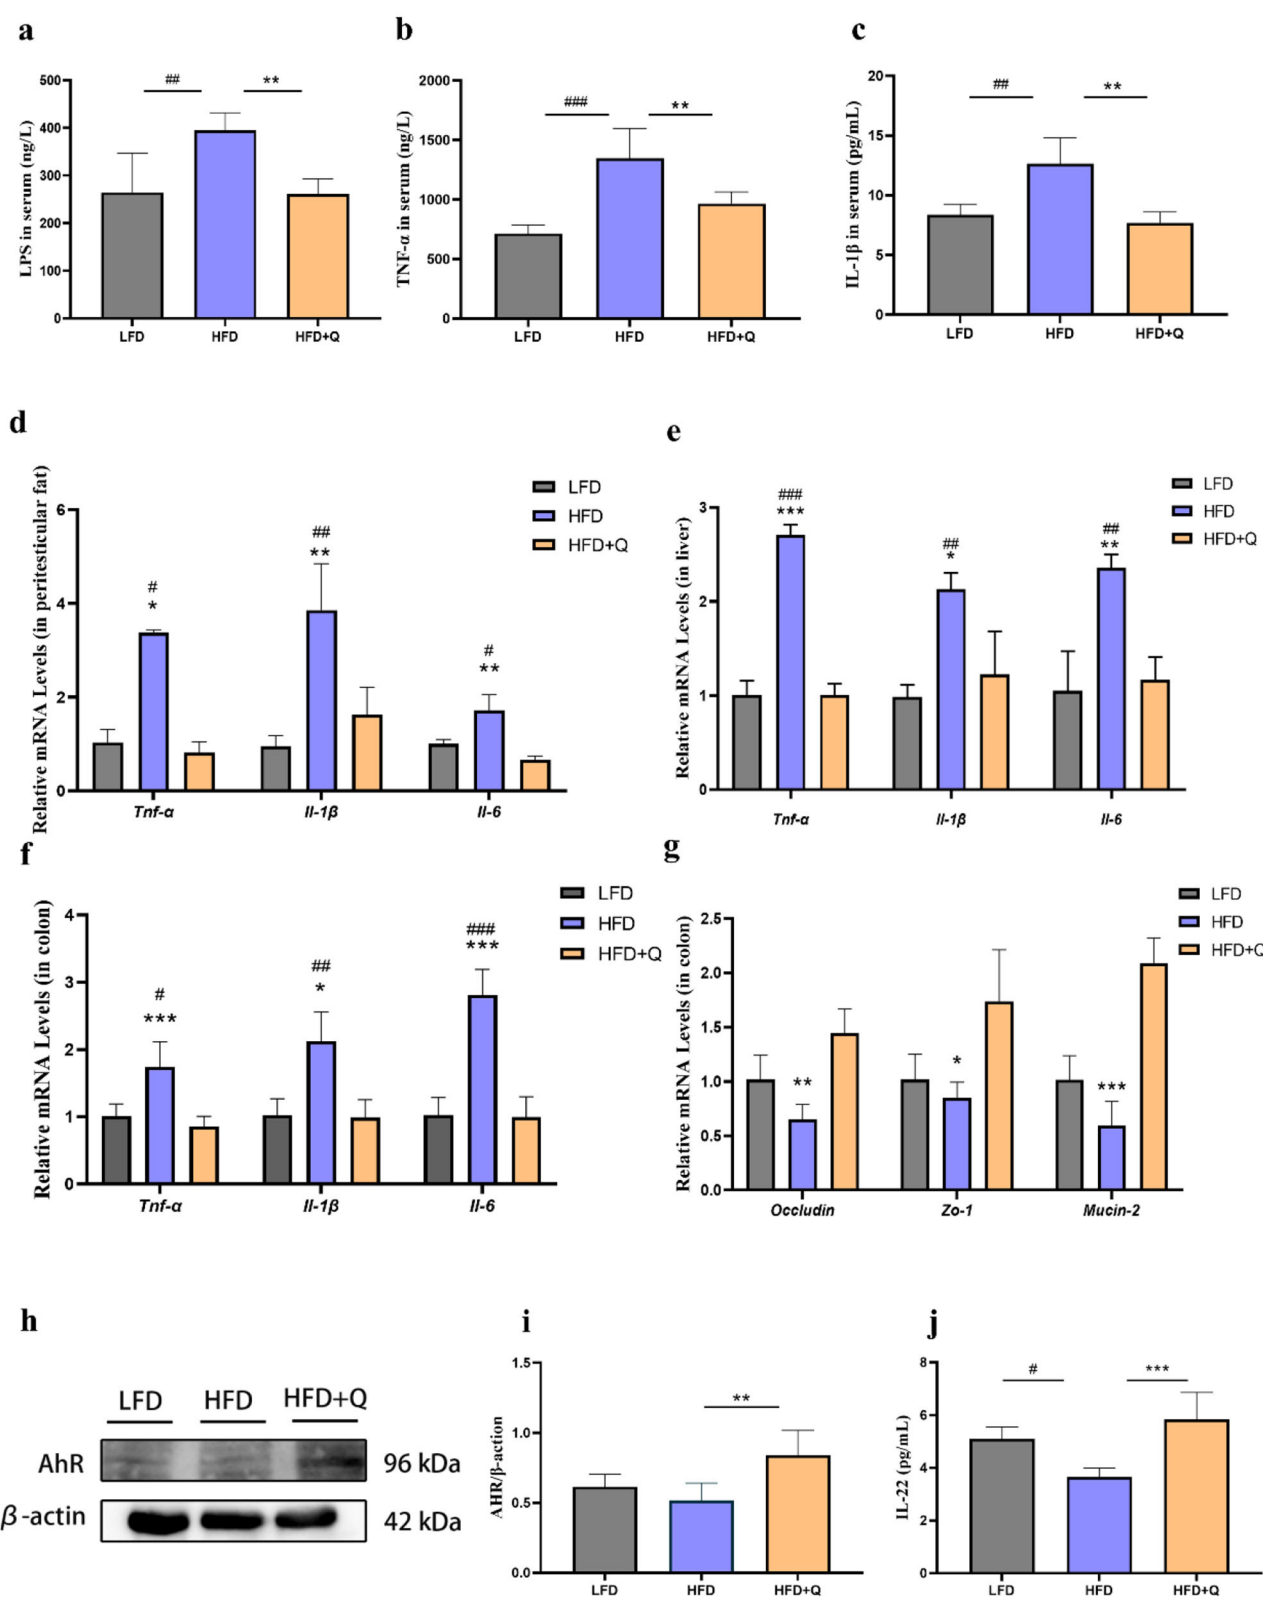 a
b
c
LPS in serum (ng/L)
500
400
300
200
100
0
##
**
LFD
HFD
HFD+Q
TNF-α in serum (ng/L)
2000
1500
1000
500
0
###
**
LFD
HFD
HFD+Q
IL-1β in serum (pg/mL)
20
15
10
5
0
##
**
LFD
HFD
HFD+Q
d
Relative mRNA Levels (in peritesticular fat)
6
4
2
0
#
*
##
**
#
**
LFD
HFD
HFD+Q
Tnf-α
Il-1β
Il-6
e
Relative mRNA Levels (in liver)
3
2
1
0
###
***
##
*
##
**
LFD
HFD
HFD+Q
Tnf-α
Il-1β
Il-6
f
Relative mRNA Levels (in colon)
4
3
2
1
0
#
***
##
*
###
***
LFD
HFD
HFD+Q
Tnf-α
Il-1β
Il-6
g
Relative mRNA Levels (in colon)
2.5
2.0
1.5
1.0
0.5
0.0
**
*
***
LFD
HFD
HFD+Q
Occludin
Zo-1
Mucin-2
h
LFD
HFD
HFD+Q
AhR
96 kDa
β-actin
42 kDa
i
AHR/β-action
1.5
1.0
0.5
0.0
**
LFD
HFD
HFD+Q
j
IL-22 (pg/mL)
8
6
4
2
0
#
***
LFD
HFD
HFD+Q